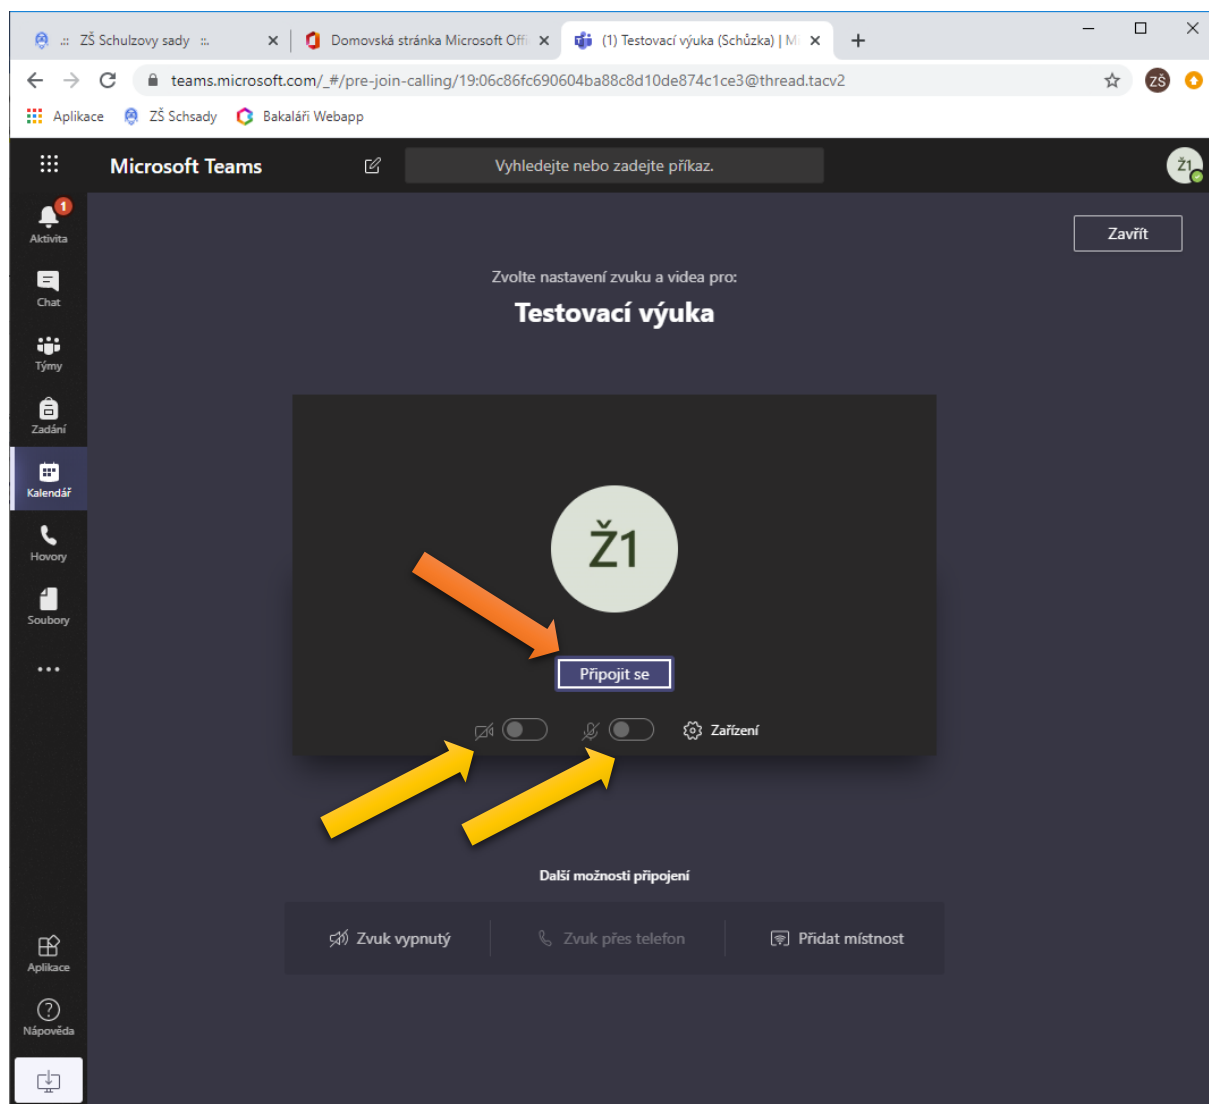 .:: ZŠ Schulzovy sady ::.
Domovská stránka Microsoft Offi
(1) Testovací výuka (Schůzka) | Mi
teams.microsoft.com/_#/pre-join-calling/19:06c86fc690604ba88c8d10de874c1ce3@thread.tacv2
ZŠ
Aplikace
ZŠ Schsady
Bakaláři Webapp
Microsoft Teams
Vyhledejte nebo zadejte příkaz.
Ž1
1
Aktivita
Zavřít
Zvolte nastavení zvuku a videa pro:
Testovací výuka
Chat
Týmy
Zadání
Kalendář
Hovory
Soubory
Ž1
Připojit se
Zařízení
Další možnosti připojení
Zvuk vypnutý
Zvuk přes telefon
Přidat místnost
Aplikace
Nápověda